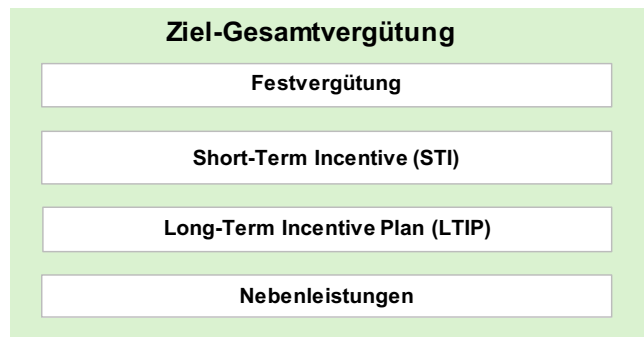 Ziel-Gesamtvergütung
Festvergütung
Short-Term Incentive (STI)
Long-Term Incentive Plan (LTIP)
Nebenleistungen